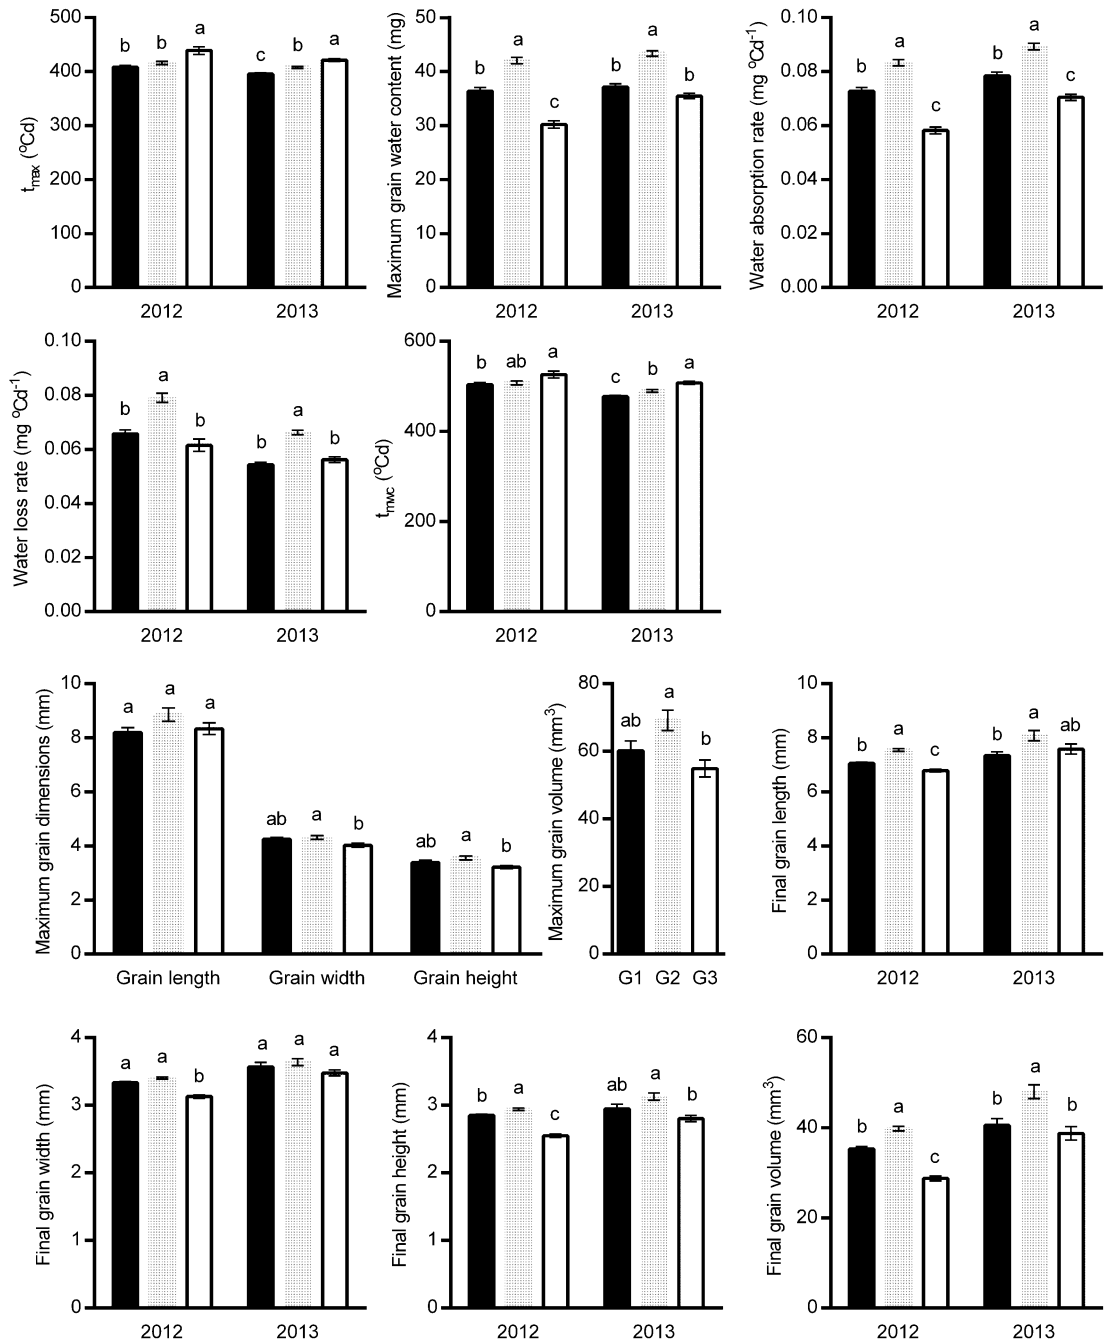 t_max (ºCd)
500
400
300
200
100
0
b b a
c b a
2012 2013
Maximum grain water content (mg)
50
40
30
20
10
0
b a c
b a b
2012 2013
Water absorption rate (mg ºCd⁻¹)
0.10
0.08
0.06
0.04
0.02
0.00
b a c
b a c
2012 2013
Water loss rate (mg ºCd⁻¹)
0.10
0.08
0.06
0.04
0.02
0.00
b a b
b a b
2012 2013
t_mwc (ºCd)
600
400
200
0
b ab a
c b a
2012 2013
Maximum grain dimensions (mm)
10
8
6
4
2
0
a a a
ab a b
ab a b
Grain length Grain width Grain height
Maximum grain volume (mm³)
80
60
40
20
0
ab a b
G1 G2 G3
Final grain length (mm)
10
8
6
4
2
0
b a c
b a ab
2012 2013
Final grain width (mm)
4
3
2
1
0
a a b
a a a
2012 2013
Final grain height (mm)
4
3
2
1
0
b a c
ab a b
2012 2013
Final grain volume (mm³)
60
40
20
0
b a c
b a b
2012 2013